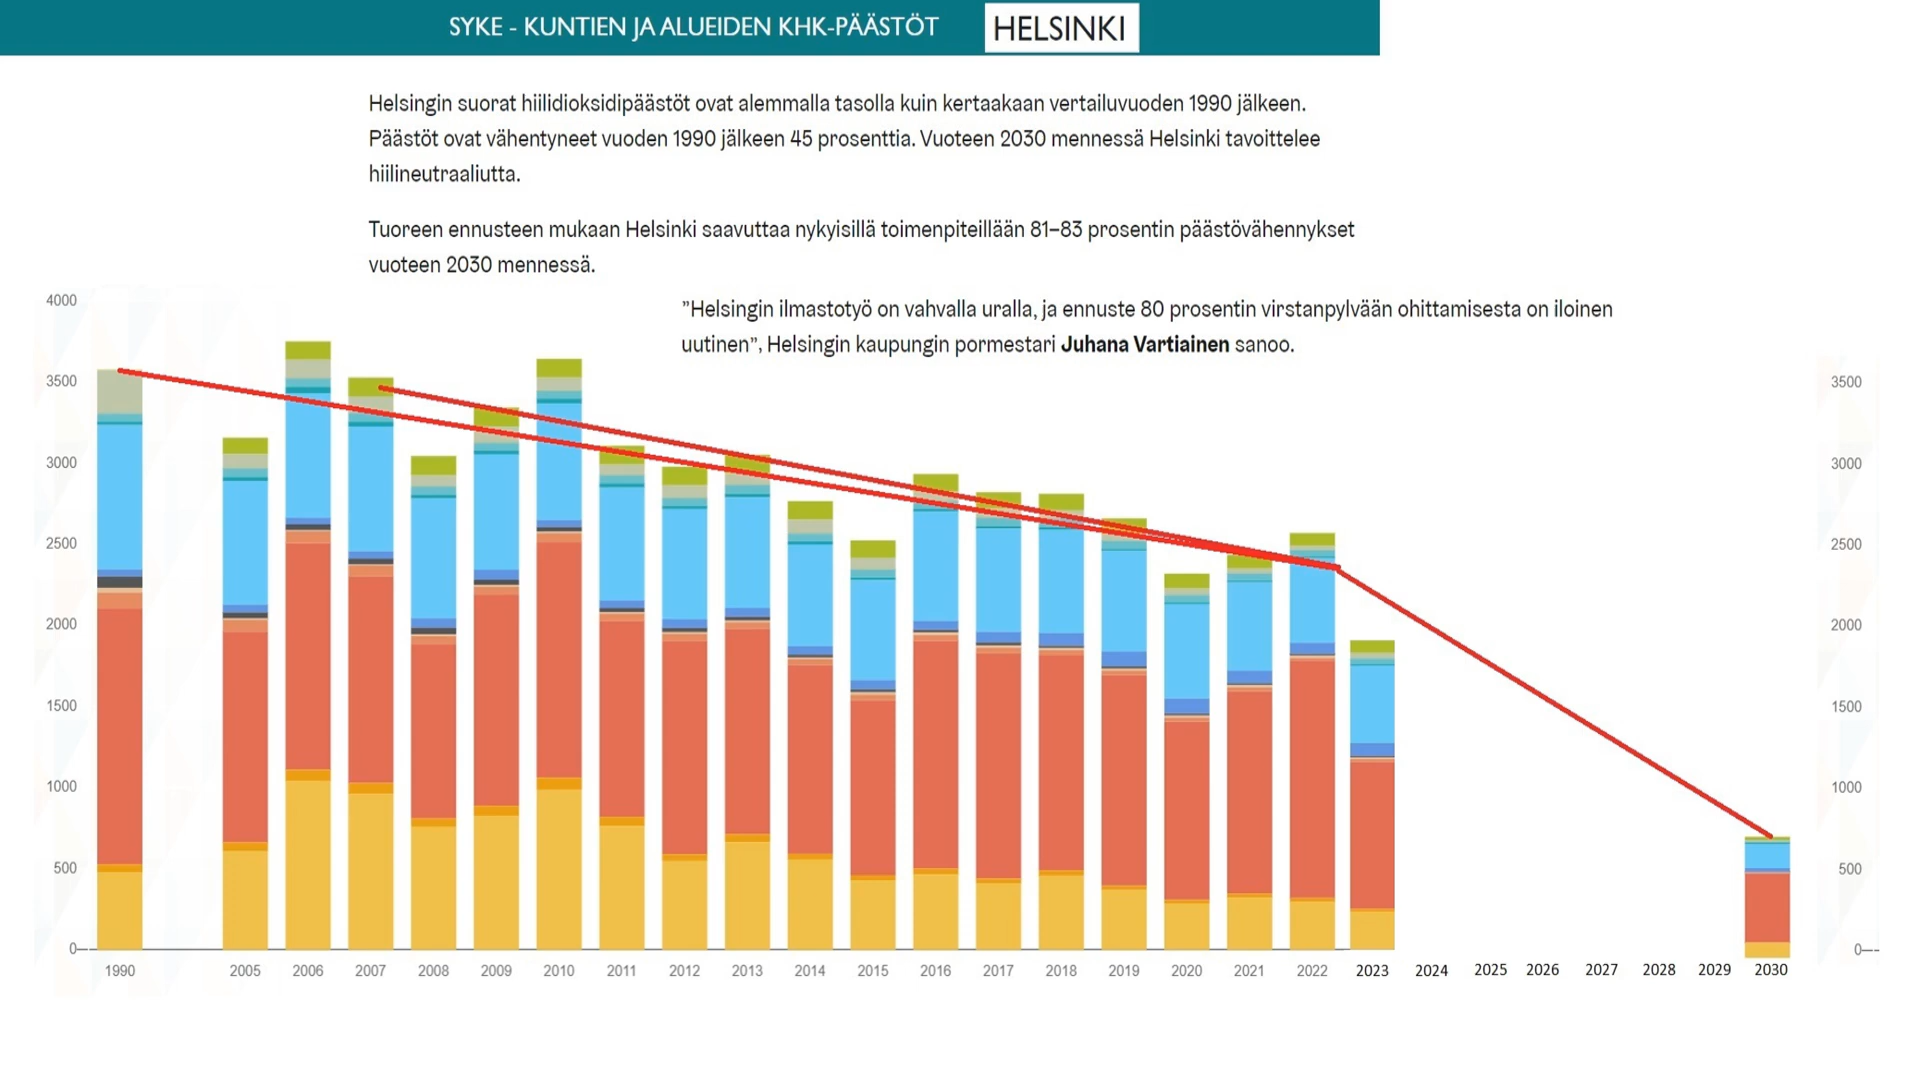 SYKE - KUNTIEN JA ALUEIDEN KHK-PÄÄSTÖT HELSINKI
Helsingin suorat hiilidioksidipäästöt ovat alemmalla tasolla kuin kertaakaan vertailuvuoden 1990 jälkeen.
Päästöt ovat vähentyneet vuoden 1990 jälkeen 45 prosenttia. Vuoteen 2030 mennessä Helsinki tavoittelee
hiilineutraaliutta.
Tuoreen ennusteen mukaan Helsinki saavuttaa nykyisillä toimenpiteillään 81–83 prosentin päästövähennykset
vuoteen 2030 mennessä.
”Helsingin ilmastotyö on vahvalla uralla, ja ennuste 80 prosentin virstanpylvään ohittamisesta on iloinen
uutinen”, Helsingin kaupungin pormestari Juhana Vartiainen sanoo.
4000
3500 3500
3000 3000
2500 2500
2000 2000
1500 1500
1000 1000
500 500
0 0
1990 2005 2006 2007 2008 2009 2010 2011 2012 2013 2014 2015 2016 2017 2018 2019 2020 2021 2022 2023 2024 2025 2026 2027 2028 2029 2030